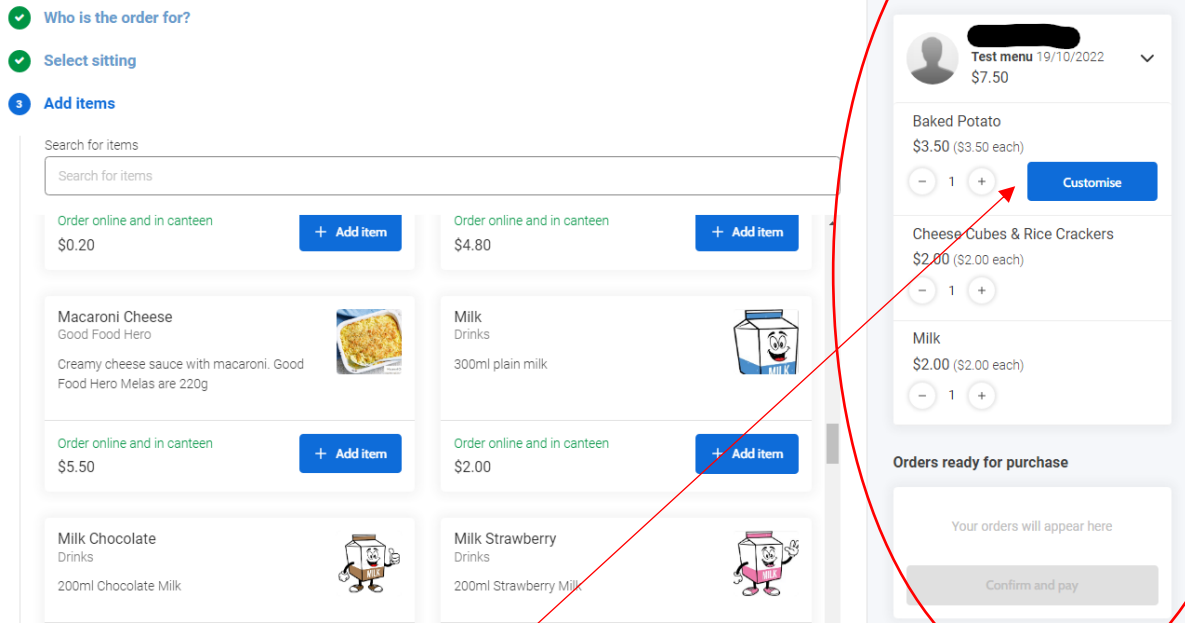 Who is the order for?
Select sitting
3 Add items
Search for items
Search for items
Order online and in canteen
$0.20
+ Add item
Order online and in canteen
$4.80
+ Add item
Macaroni Cheese
Good Food Hero
Creamy cheese sauce with macaroni. Good
Food Hero Melas are 220g
Order online and in canteen
$5.50
+ Add item
Milk
Drinks
300ml plain milk
MILK
Order online and in canteen
$2.00
+ Add item
Milk Chocolate
Drinks
200ml Chocolate Milk
MILK
Milk Strawberry
Drinks
200ml Strawberry Milk
MILK
Test menu 19/10/2022
$7.50
Baked Potato
$3.50 ($3.50 each)
− 1 +
Customise
Cheese Cubes & Rice Crackers
$2.00 ($2.00 each)
− 1 +
Milk
$2.00 ($2.00 each)
− 1 +
Orders ready for purchase
Your orders will appear here
Confirm and pay